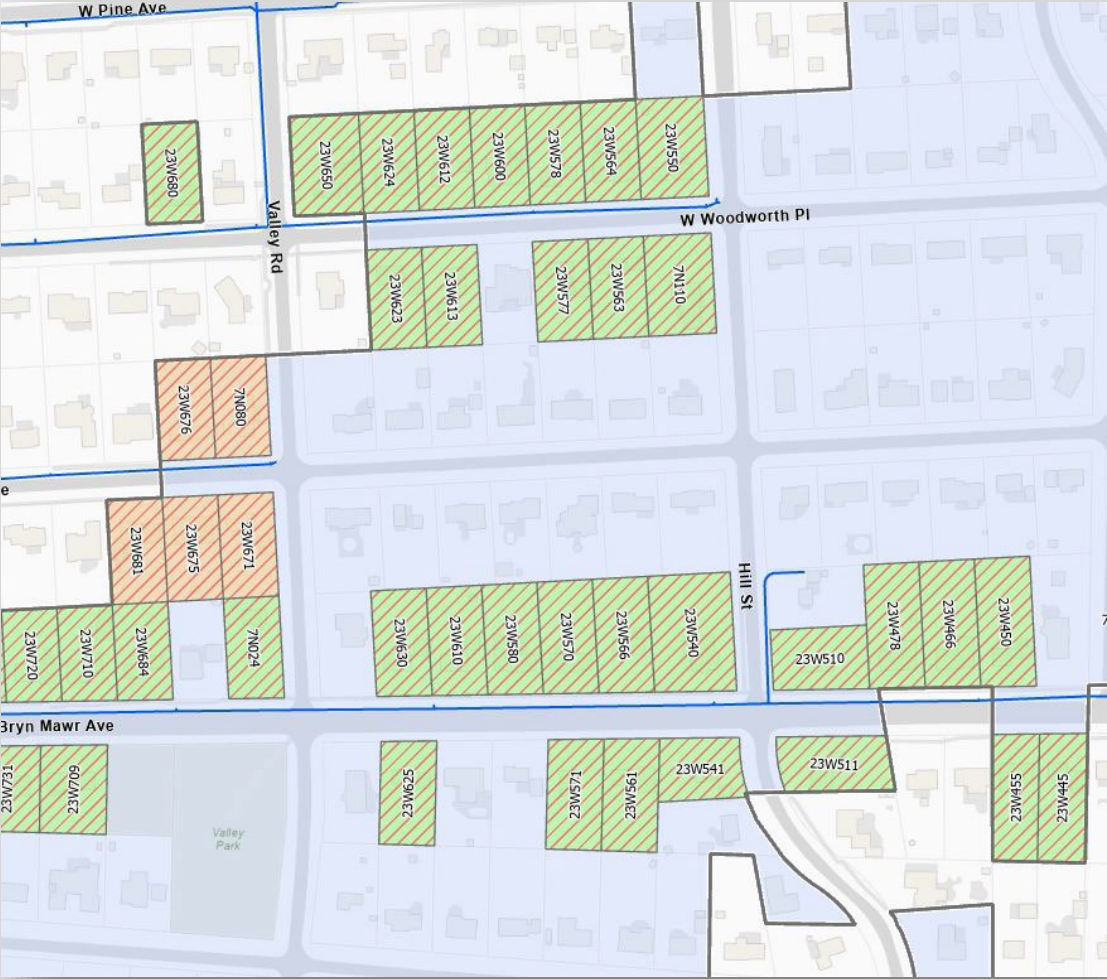 W Pine Ave
23W680
23W650
23W624
23W612
23W600
23W578
23W564
23W550
Valley Rd
W Woodworth Pl
23W623
23W613
23W577
23W563
7N110
23W676
7N080
e
23W681
23W675
23W671
23W720
23W710
23W684
7N024
23W630
23W610
23W580
23W570
23W566
23W540
Hill St
23W510
23W478
23W466
23W450
7
Bryn Mawr Ave
23W731
23W709
Valley
Park
23W625
23W571
23W561
23W541
23W511
23W455
23W445